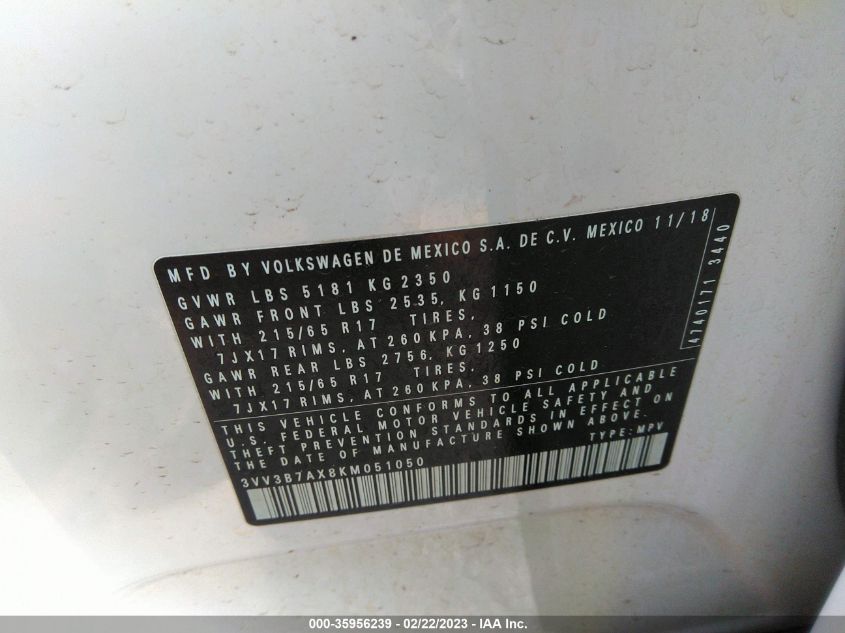 MFD BY VOLKSWAGEN DE MEXICO S.A. DE C.V. MEXICO 11/18
GVWR LBS 5181 KG 2350
GAWR FRONT LBS 2535, KG 1150
WITH 215/65 R17 TIRES,
7JX17 RIMS, AT 260 KPA, 38 PSI COLD
GAWR REAR LBS 2756, KG 1250
WITH 215/65 R17 TIRES,
7JX17 RIMS, AT 260 KPA, 38 PSI COLD
THIS VEHICLE CONFORMS TO ALL APPLICABLE
U.S. FEDERAL MOTOR VEHICLE SAFETY AND
THEFT PREVENTION STANDARDS IN EFFECT ON
THE DATE OF MANUFACTURE SHOWN ABOVE.
TYPE: MPV
3VV3B7AX8KM051050
4740171 3440
000-35956239 - 02/22/2023 - IAA Inc.